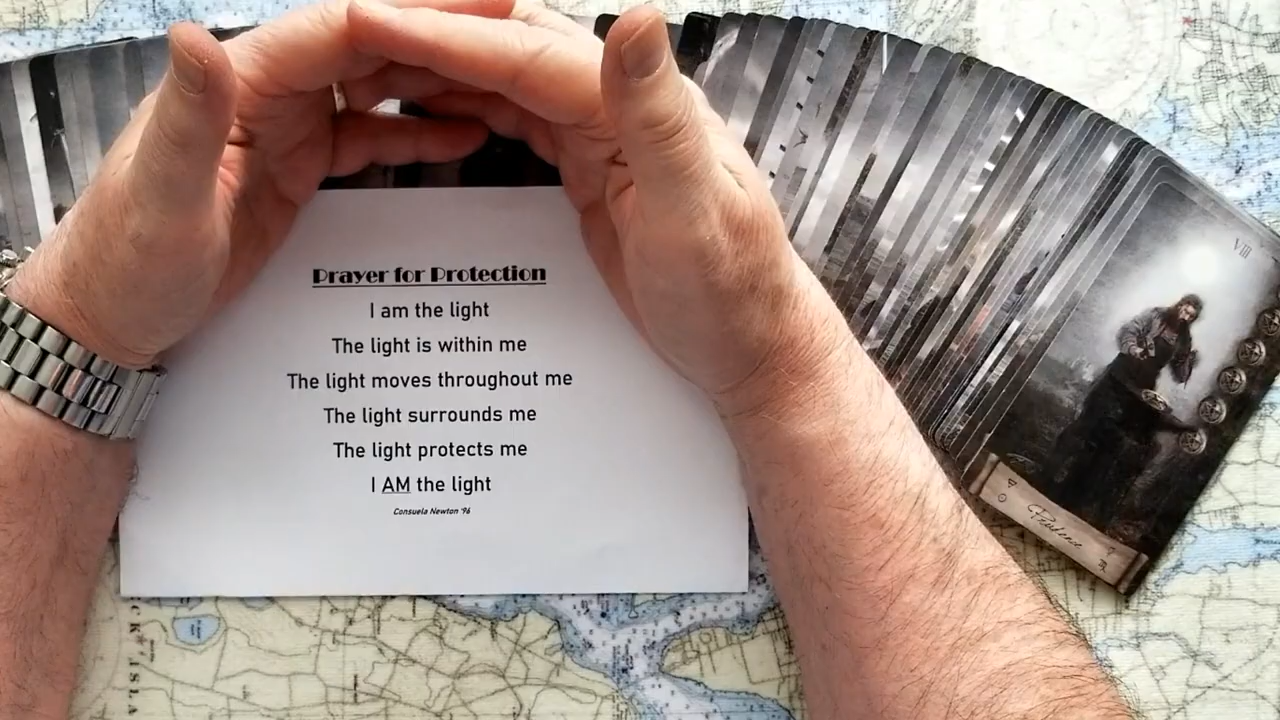 Prayer for Protection
I am the light
The light is within me
The light moves throughout me
The light surrounds me
The light protects me
I AM the light
Consuela Newton '96
VIII
Prudence